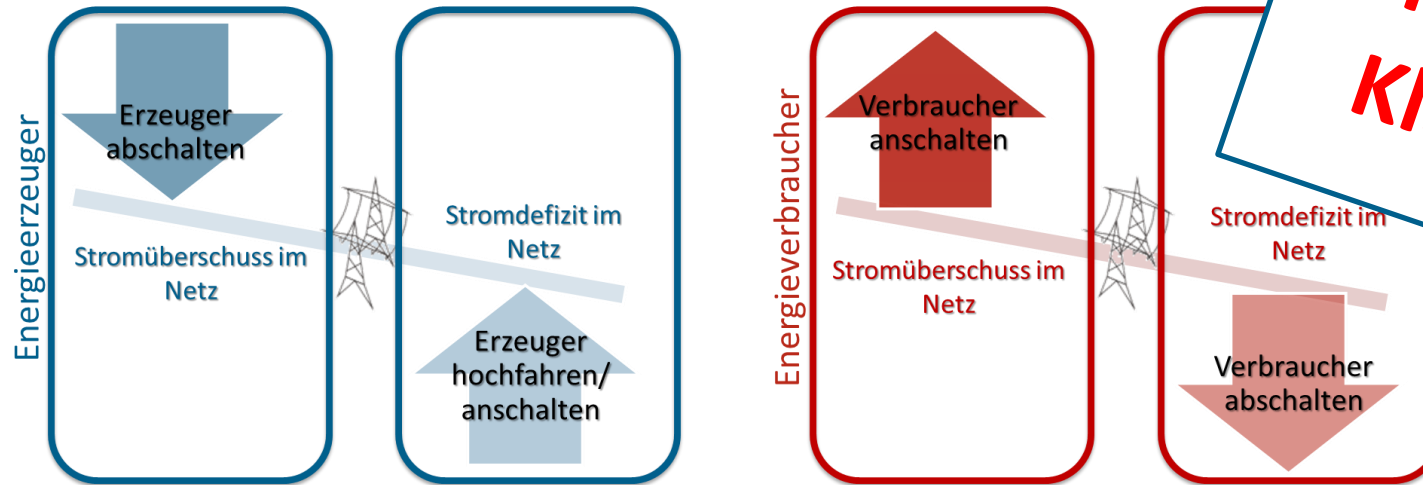 Energieerzeuger
Erzeuger
abschalten
Stromüberschuss im
Netz
Stromdefizit im
Netz
Erzeuger
hochfahren/
anschalten
Energieverbraucher
Verbraucher
anschalten
Stromüberschuss im
Netz
Stromdefizit im
Netz
Verbraucher
abschalten